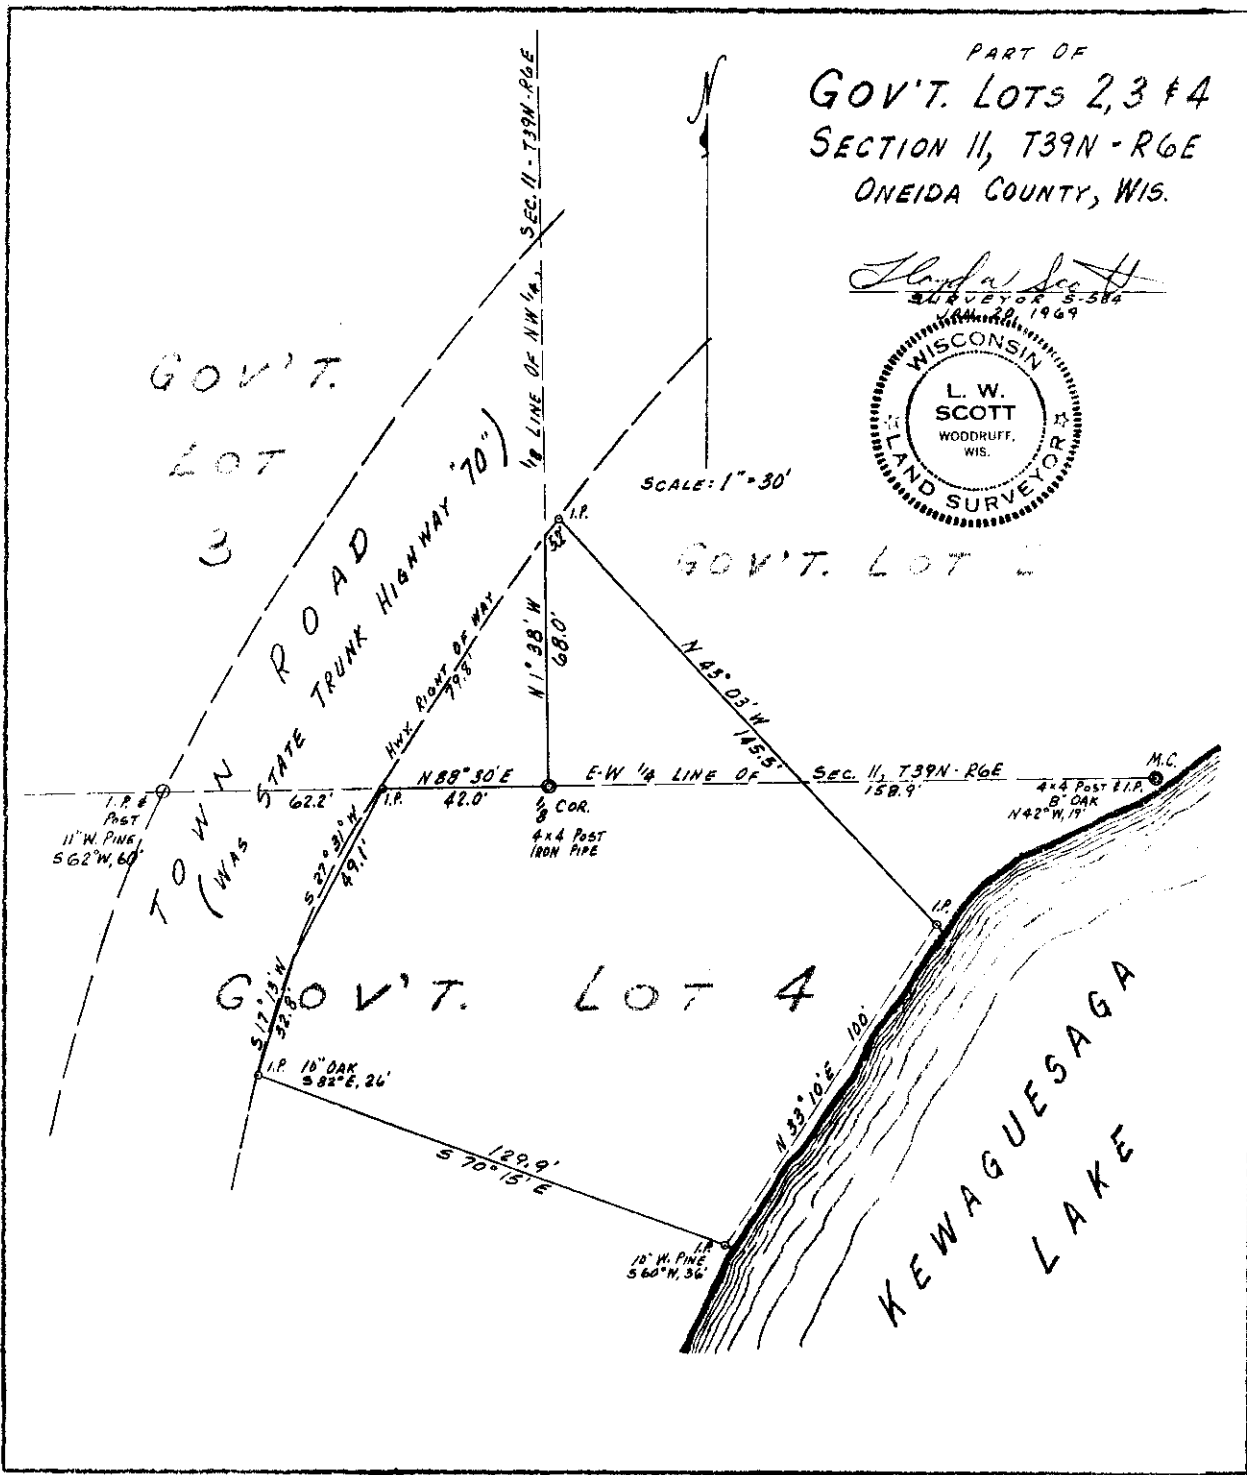 PART OF
GOV'T. LOTS 2,3 & 4
SECTION 11, T39N - R6E
ONEIDA COUNTY, WIS.
SURVEYOR S-584
JAN. 20, 1969
WISCONSIN
L. W.
SCOTT
WOODRUFF,
WIS.
LAND SURVEYOR
N
SCALE: 1" = 30'
1/8 LINE OF NW 1/4, SEC. 11 - T39N - R6E
GOV'T.
LOT
3
TOWN ROAD
(WAS STATE TRUNK HIGHWAY "70")
I.P.
GOV'T. LOT
HWY. RIGHT OF WAY
79.8'
N 1° 38' W
68.0'
145.5'
I.P. &
POST
11" W. PINE
S 62° W, 60'
62.2'
I.P.
N 88° 30' E
42.0'
1/8 COR.
4x4 POST
IRON PIPE
E-W 1/4 LINE OF SEC. 11, T39N - R6E
158.9'
M.C.
4x4 POST & I.P.
8" OAK
N 42° W, 19'
S 27° 31' W
49.1'
S 17° 13' W
32.8'
GOV'T. LOT 4
I.P.
I.P. 10" OAK
S 82° E, 26'
129.9'
S 70° 15' E
N 33° 10' E 100'
I.P.
10" W. PINE
S 60° W, 36'
KEWAGUESAGA
LAKE